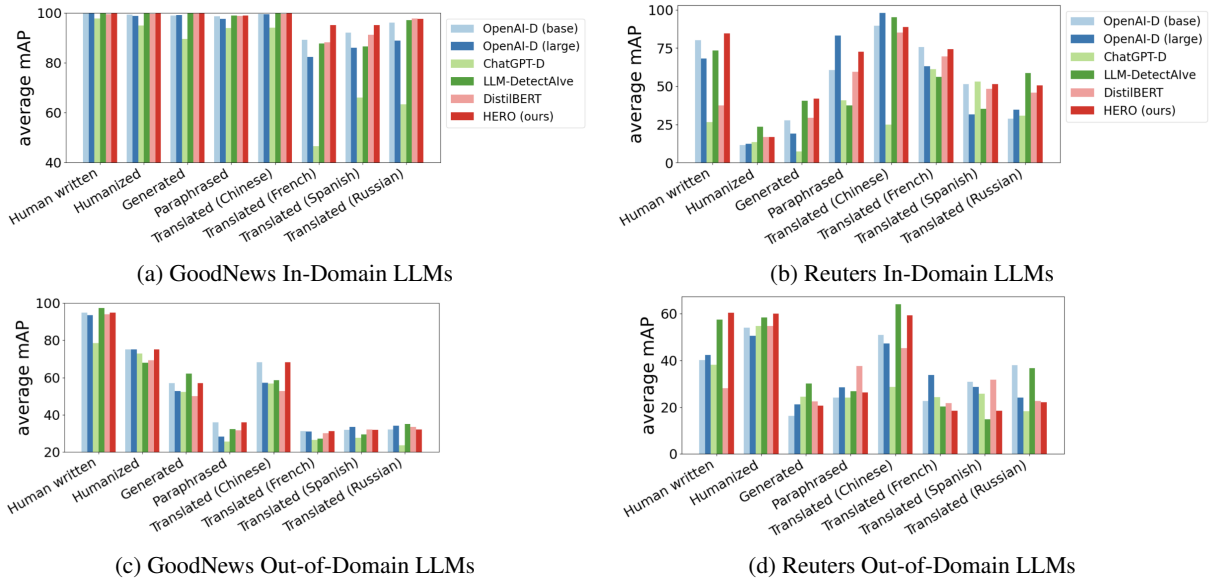 100
80
60
40
average mAP
Human written
Humanized
Generated
Paraphrased
Translated (Chinese)
Translated (French)
Translated (Spanish)
Translated (Russian)
OpenAI-D (base)
OpenAI-D (large)
ChatGPT-D
LLM-DetectAIve
DistilBERT
HERO (ours)
(a) GoodNews In-Domain LLMs
100
75
50
25
0
average mAP
Human written
Humanized
Generated
Paraphrased
Translated (Chinese)
Translated (French)
Translated (Spanish)
Translated (Russian)
OpenAI-D (base)
OpenAI-D (large)
ChatGPT-D
LLM-DetectAIve
DistilBERT
HERO (ours)
(b) Reuters In-Domain LLMs
100
80
60
40
20
average mAP
Human written
Humanized
Generated
Paraphrased
Translated (Chinese)
Translated (French)
Translated (Spanish)
Translated (Russian)
(c) GoodNews Out-of-Domain LLMs
60
40
20
0
average mAP
Human written
Humanized
Generated
Paraphrased
Translated (Chinese)
Translated (French)
Translated (Spanish)
Translated (Russian)
(d) Reuters Out-of-Domain LLMs